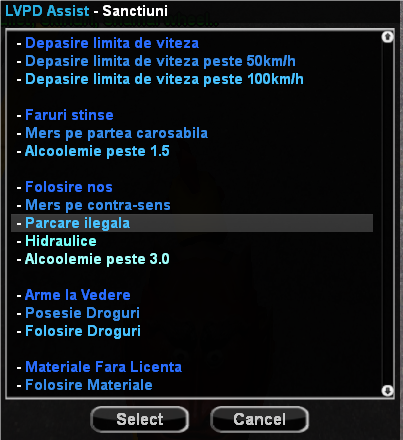 LVPD Assist - Sanctiuni
- Depasire limita de viteza
- Depasire limita de viteza peste 50km/h
- Depasire limita de viteza peste 100km/h
- Faruri stinse
- Mers pe partea carosabila
- Alcoolemie peste 1.5
- Folosire nos
- Mers pe contra-sens
- Parcare ilegala
- Hidraulice
- Alcoolemie peste 3.0
- Arme la Vedere
- Posesie Droguri
- Folosire Droguri
- Materiale Fara Licenta
- Folosire Materiale
Select Cancel